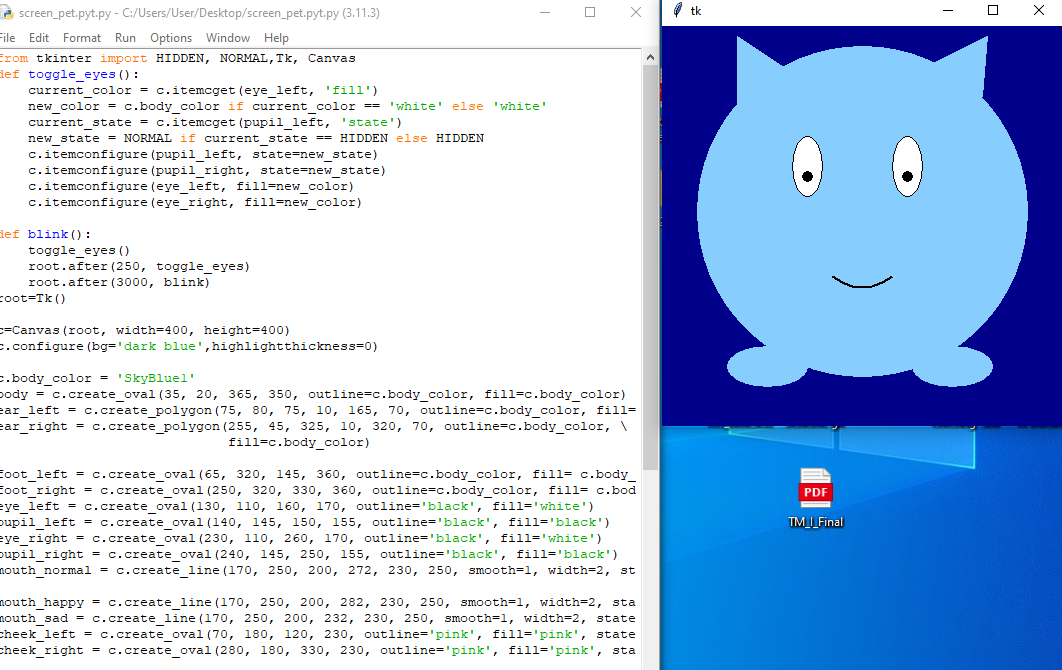 screen_pet.pyt.py - C:/Users/User/Desktop/screen_pet.pyt.py (3.11.3)
File Edit Format Run Options Window Help
from tkinter import HIDDEN, NORMAL,Tk, Canvas
def toggle_eyes():
    current_color = c.itemcget(eye_left, 'fill')
    new_color = c.body_color if current_color == 'white' else 'white'
    current_state = c.itemcget(pupil_left, 'state')
    new_state = NORMAL if current_state == HIDDEN else HIDDEN
    c.itemconfigure(pupil_left, state=new_state)
    c.itemconfigure(pupil_right, state=new_state)
    c.itemconfigure(eye_left, fill=new_color)
    c.itemconfigure(eye_right, fill=new_color)
def blink():
    toggle_eyes()
    root.after(250, toggle_eyes)
    root.after(3000, blink)
root=Tk()
c=Canvas(root, width=400, height=400)
c.configure(bg='dark blue',highlightthickness=0)
c.body_color = 'SkyBlue1'
body = c.create_oval(35, 20, 365, 350, outline=c.body_color, fill=c.body_color)
ear_left = c.create_polygon(75, 80, 75, 10, 165, 70, outline=c.body_color, fill=
ear_right = c.create_polygon(255, 45, 325, 10, 320, 70, outline=c.body_color, \
fill=c.body_color)
foot_left = c.create_oval(65, 320, 145, 360, outline=c.body_color, fill= c.body_
foot_right = c.create_oval(250, 320, 330, 360, outline=c.body_color, fill= c.bod
eye_left = c.create_oval(130, 110, 160, 170, outline='black', fill='white')
pupil_left = c.create_oval(140, 145, 150, 155, outline='black', fill='black')
eye_right = c.create_oval(230, 110, 260, 170, outline='black', fill='white')
pupil_right = c.create_oval(240, 145, 250, 155, outline='black', fill='black')
mouth_normal = c.create_line(170, 250, 200, 272, 230, 250, smooth=1, width=2, st
mouth_happy = c.create_line(170, 250, 200, 282, 230, 250, smooth=1, width=2, sta
mouth_sad = c.create_line(170, 250, 200, 232, 230, 250, smooth=1, width=2, state
cheek_left = c.create_oval(70, 180, 120, 230, outline='pink', fill='pink', state
cheek_right = c.create_oval(280, 180, 330, 230, outline='pink', fill='pink', sta
tk
PDF
TM_I_Final